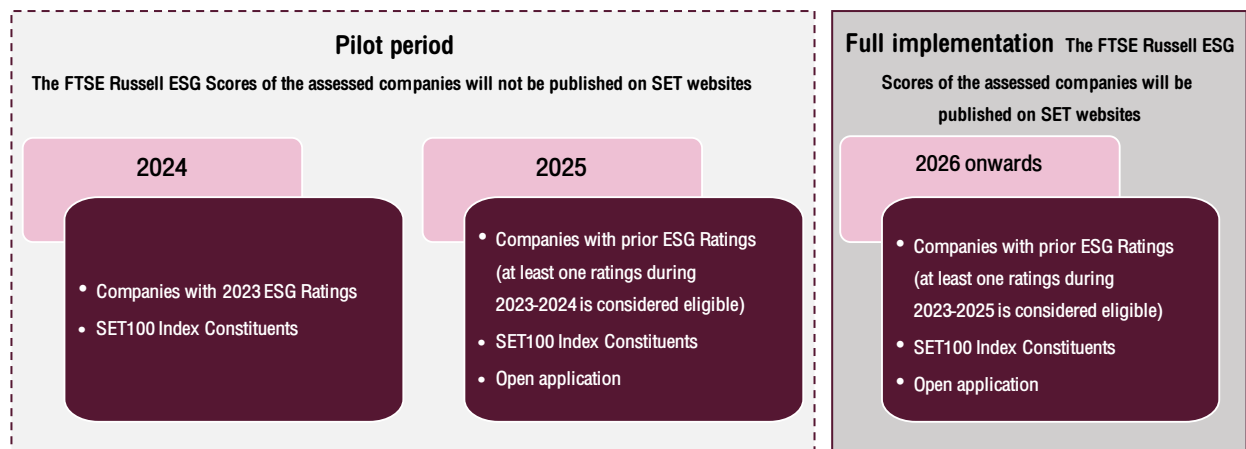 Pilot period
The FTSE Russell ESG Scores of the assessed companies will not be published on SET websites
2024
• Companies with 2023 ESG Ratings
• SET100 Index Constituents
2025
• Companies with prior ESG Ratings
(at least one ratings during
2023-2024 is considered eligible)
• SET100 Index Constituents
• Open application
Full implementation The FTSE Russell ESG
Scores of the assessed companies will be
published on SET websites
2026 onwards
• Companies with prior ESG Ratings
(at least one ratings during
2023-2025 is considered eligible)
• SET100 Index Constituents
• Open application